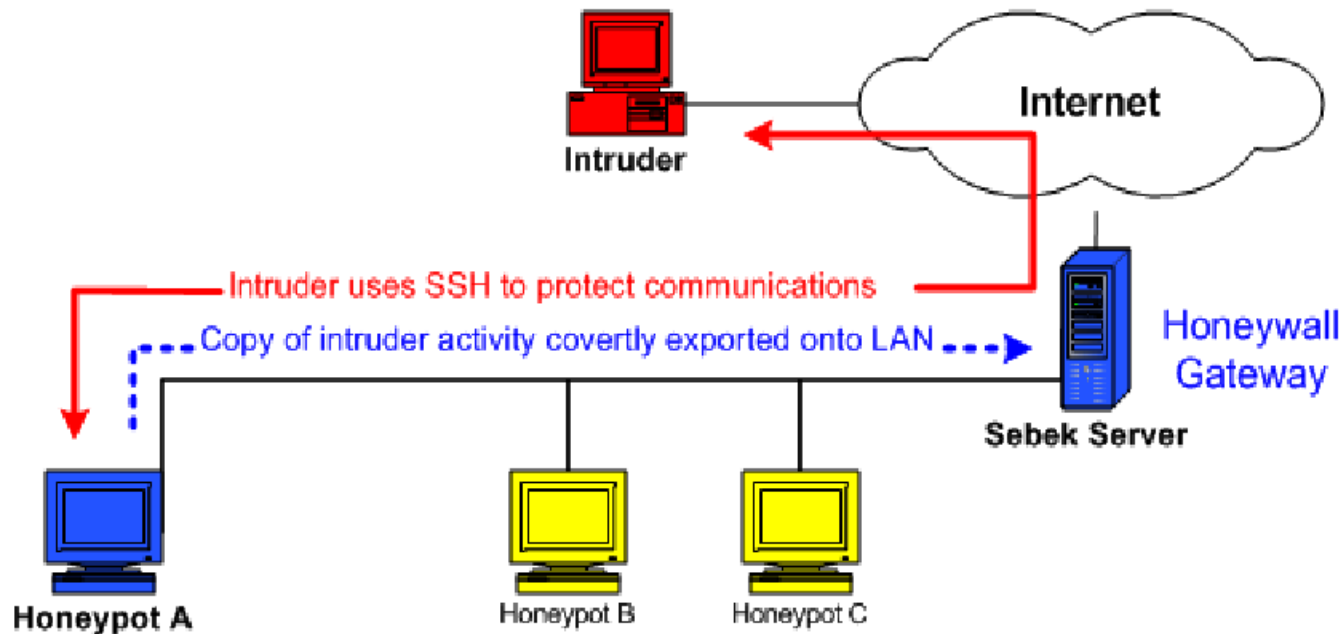 Internet
Intruder
Intruder uses SSH to protect communications
Copy of intruder activity covertly exported onto LAN
Honeywall
Gateway
Sebek Server
Honeypot A
Honeypot B
Honeypot C